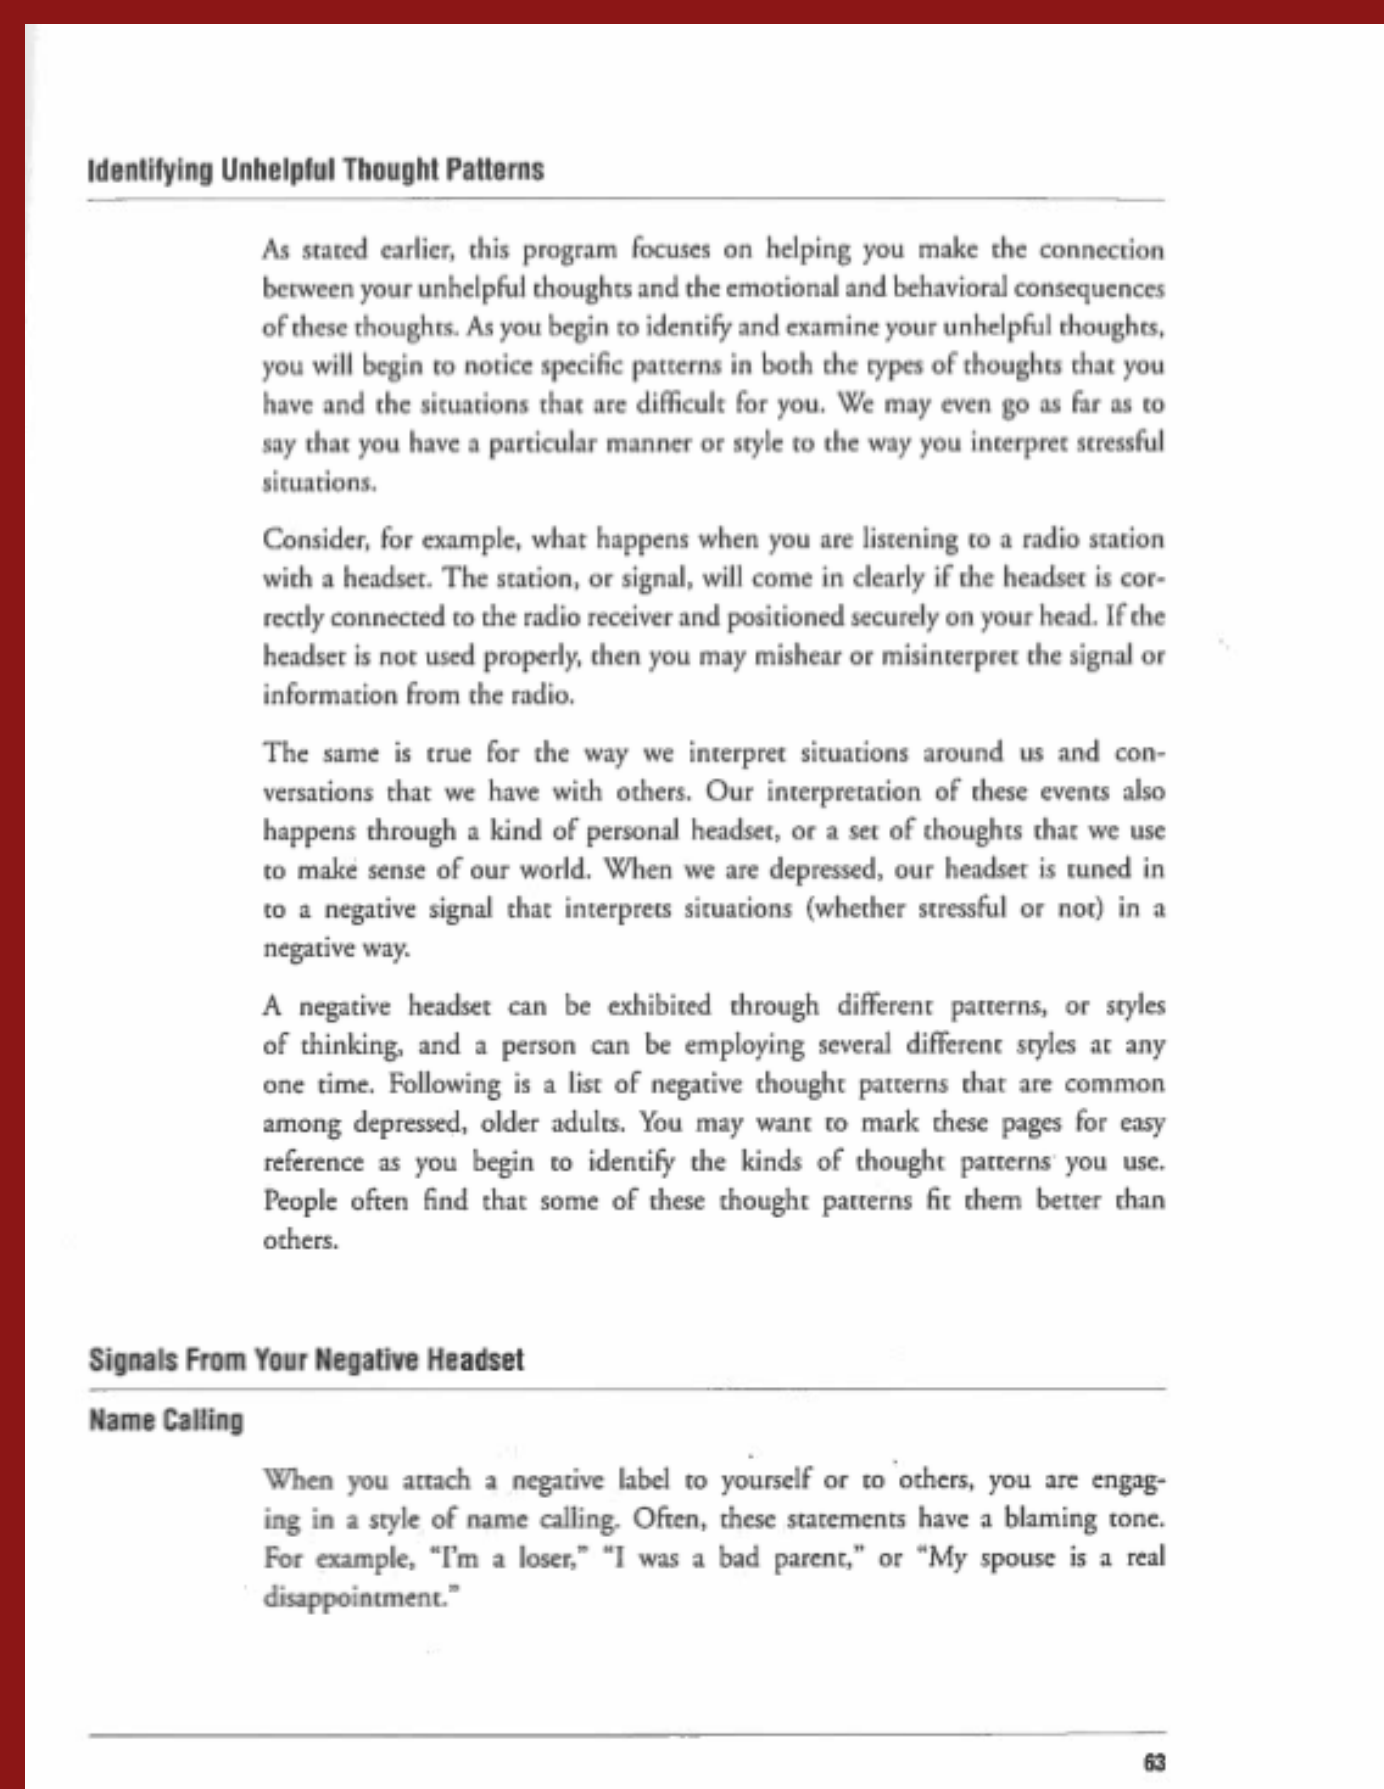 Identifying Unhelpful Thought Patterns
As stated earlier, this program focuses on helping you make the connection
between your unhelpful thoughts and the emotional and behavioral consequences
of these thoughts. As you begin to identify and examine your unhelpful thoughts,
you will begin to notice specific patterns in both the types of thoughts that you
have and the situations that are difficult for you. We may even go as far as to
say that you have a particular manner or style to the way you interpret stressful
situations.
Consider, for example, what happens when you are listening to a radio station
with a headset. The station, or signal, will come in clearly if the headset is cor-
rectly connected to the radio receiver and positioned securely on your head. If the
headset is not used properly, then you may mishear or misinterpret the signal or
information from the radio.
The same is true for the way we interpret situations around us and con-
versations that we have with others. Our interpretation of these events also
happens through a kind of personal headset, or a set of thoughts that we use
to make sense of our world. When we are depressed, our headset is tuned in
to a negative signal that interprets situations (whether stressful or not) in a
negative way.
A negative headset can be exhibited through different patterns, or styles
of thinking, and a person can be employing several different styles at any
one time. Following is a list of negative thought patterns that are common
among depressed, older adults. You may want to mark these pages for easy
reference as you begin to identify the kinds of thought patterns you use.
People often find that some of these thought patterns fit them better than
others.
Signals From Your Negative Headset
Name Calling
When you attach a negative label to yourself or to others, you are engag-
ing in a style of name calling. Often, these statements have a blaming tone.
For example, “I’m a loser,” “I was a bad parent,” or “My spouse is a real
disappointment.”
63